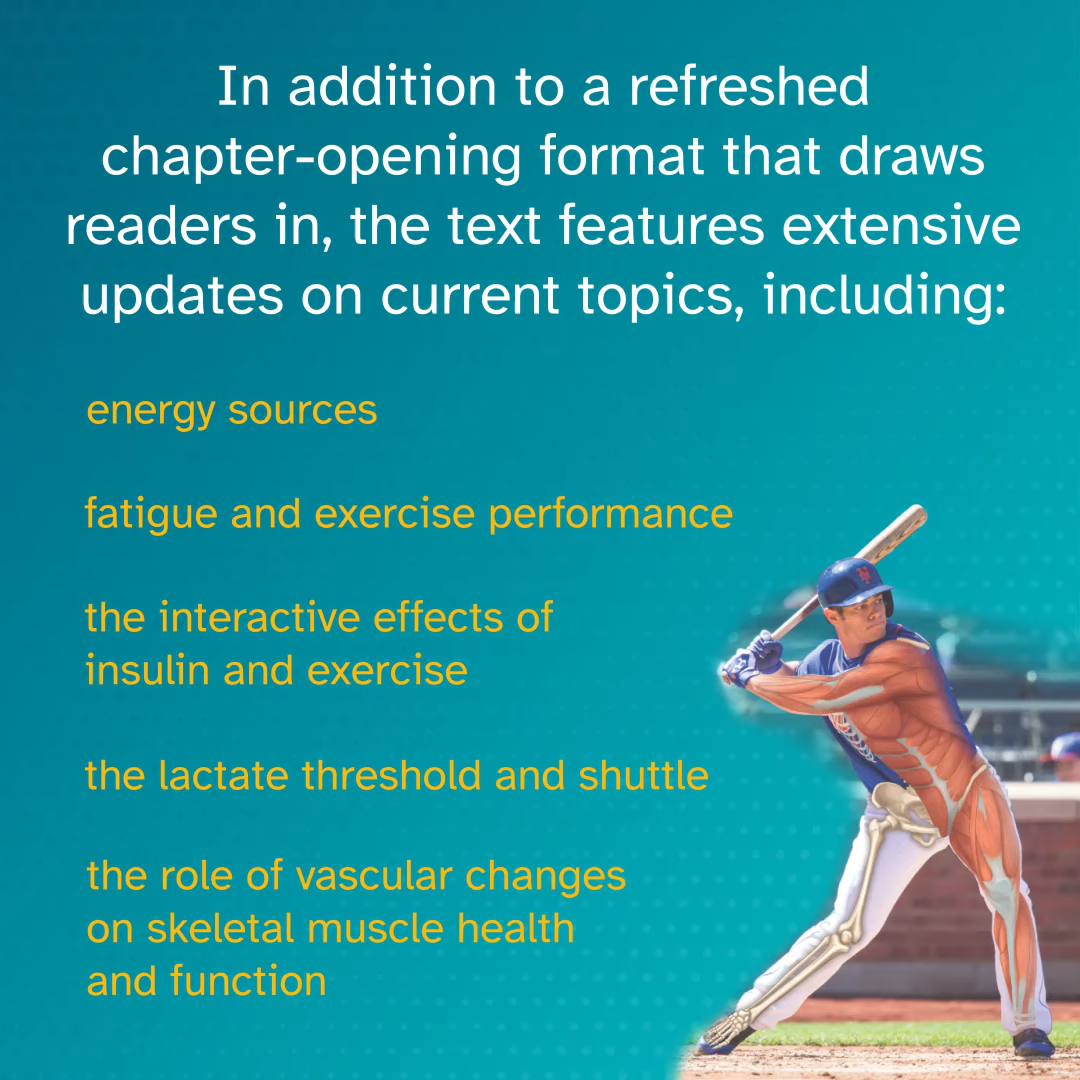 In addition to a refreshed
chapter-opening format that draws
readers in, the text features extensive
updates on current topics, including:
energy sources
fatigue and exercise performance
the interactive effects of
insulin and exercise
the lactate threshold and shuttle
the role of vascular changes
on skeletal muscle health
and function